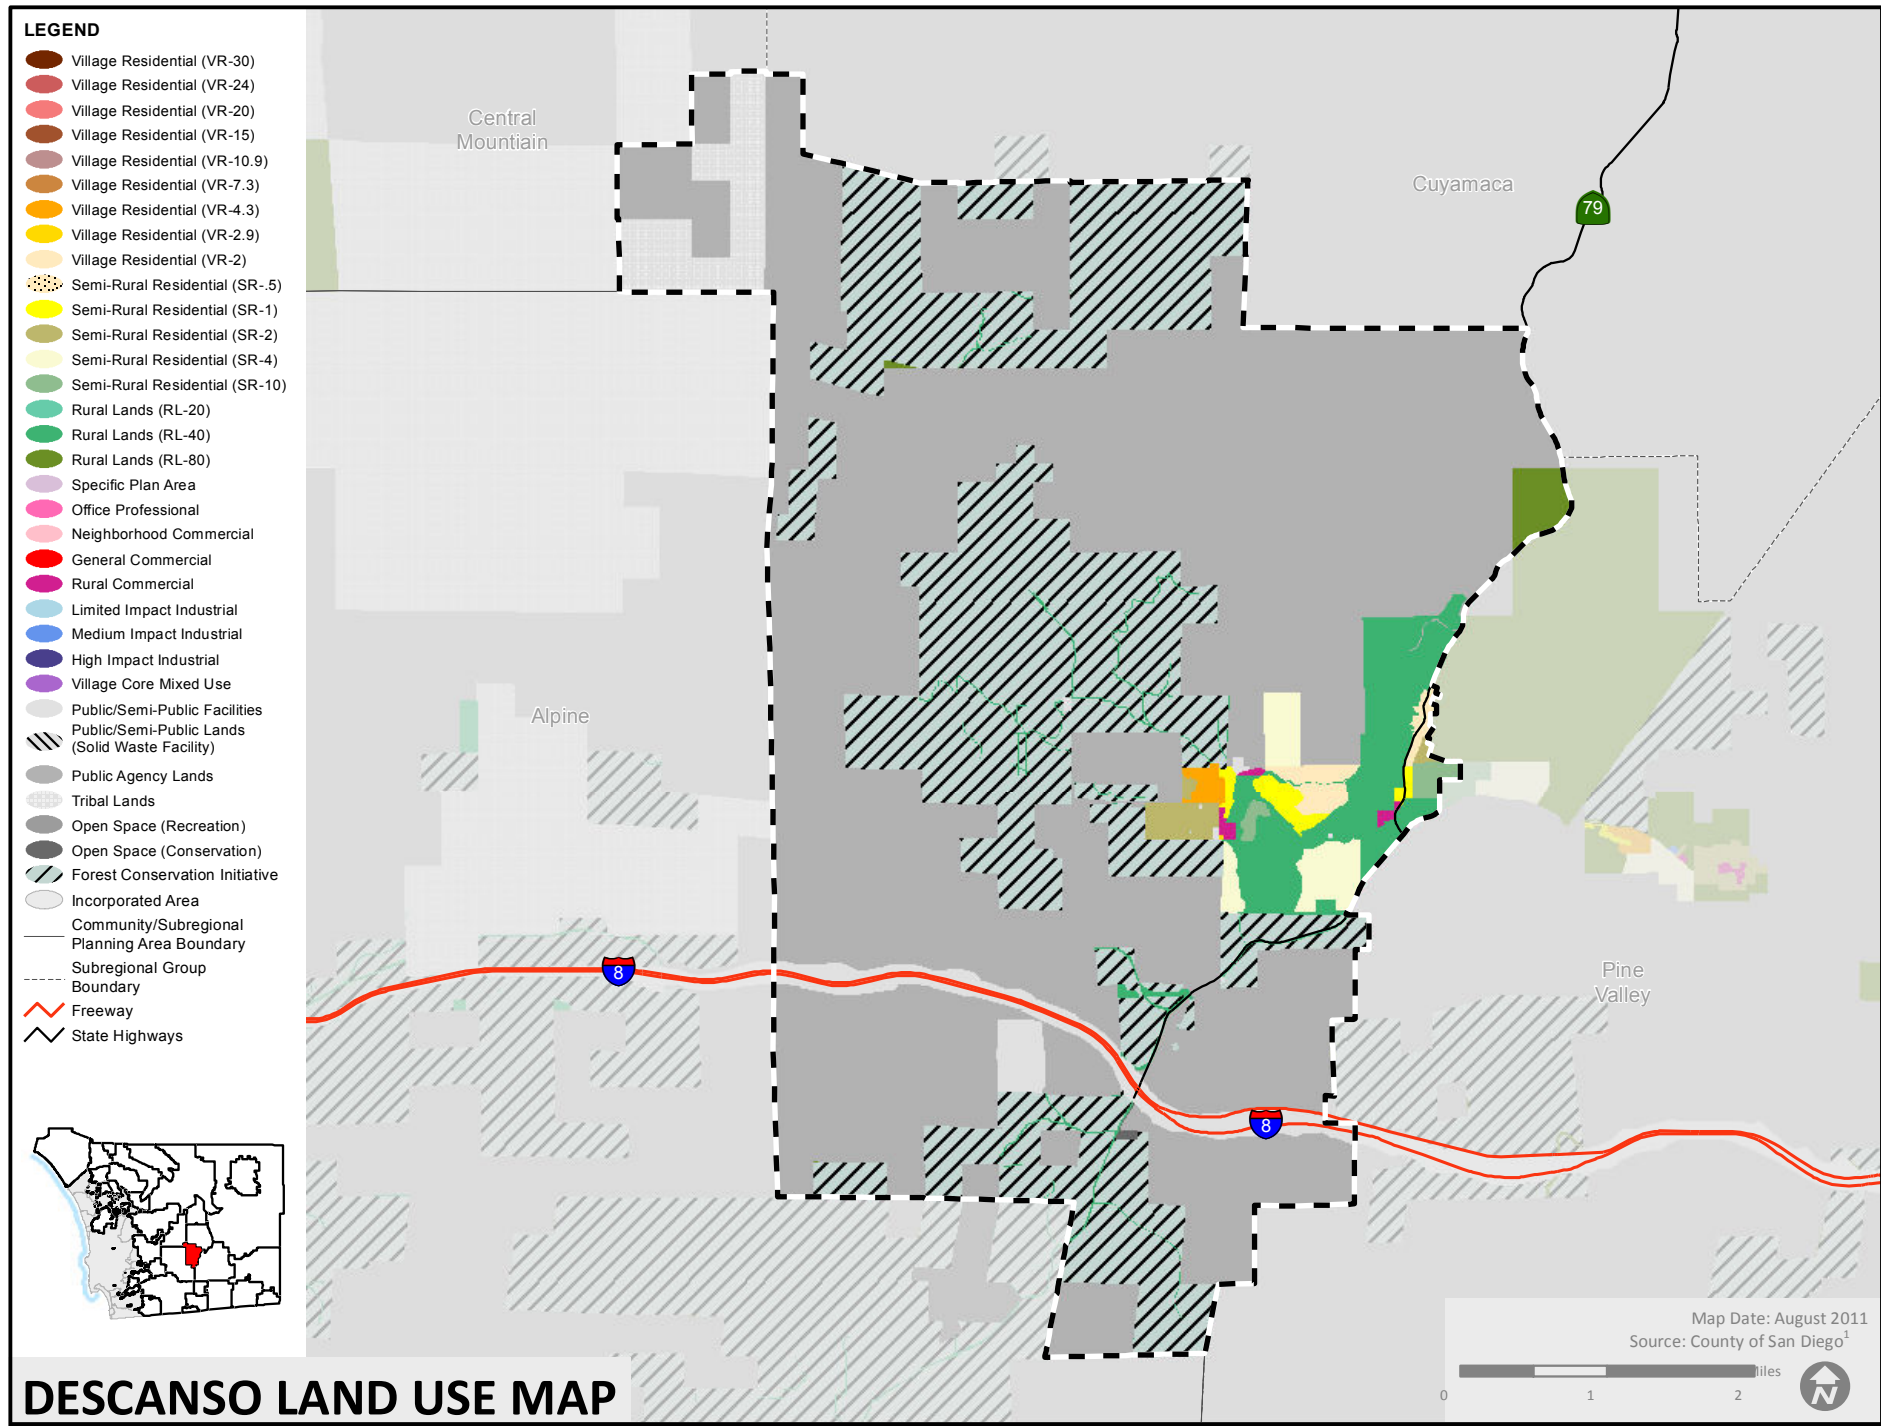 LEGEND
Village Residential (VR-30)
Village Residential (VR-24)
Village Residential (VR-20)
Village Residential (VR-15)
Village Residential (VR-10.9)
Village Residential (VR-7.3)
Village Residential (VR-4.3)
Village Residential (VR-2.9)
Village Residential (VR-2)
Semi-Rural Residential (SR-.5)
Semi-Rural Residential (SR-1)
Semi-Rural Residential (SR-2)
Semi-Rural Residential (SR-4)
Semi-Rural Residential (SR-10)
Rural Lands (RL-20)
Rural Lands (RL-40)
Rural Lands (RL-80)
Specific Plan Area
Office Professional
Neighborhood Commercial
General Commercial
Rural Commercial
Limited Impact Industrial
Medium Impact Industrial
High Impact Industrial
Village Core Mixed Use
Public/Semi-Public Facilities
Public/Semi-Public Lands
(Solid Waste Facility)
Public Agency Lands
Tribal Lands
Open Space (Recreation)
Open Space (Conservation)
Forest Conservation Initiative
Incorporated Area
Community/Subregional
Planning Area Boundary
Subregional Group
Boundary
Freeway
State Highways
Central
Mountain
Cuyamaca
79
Alpine
8
Pine
Valley
8
Map Date: August 2011
Source: County of San Diego1
Miles
0 1 2
N
DESCANSO LAND USE MAP